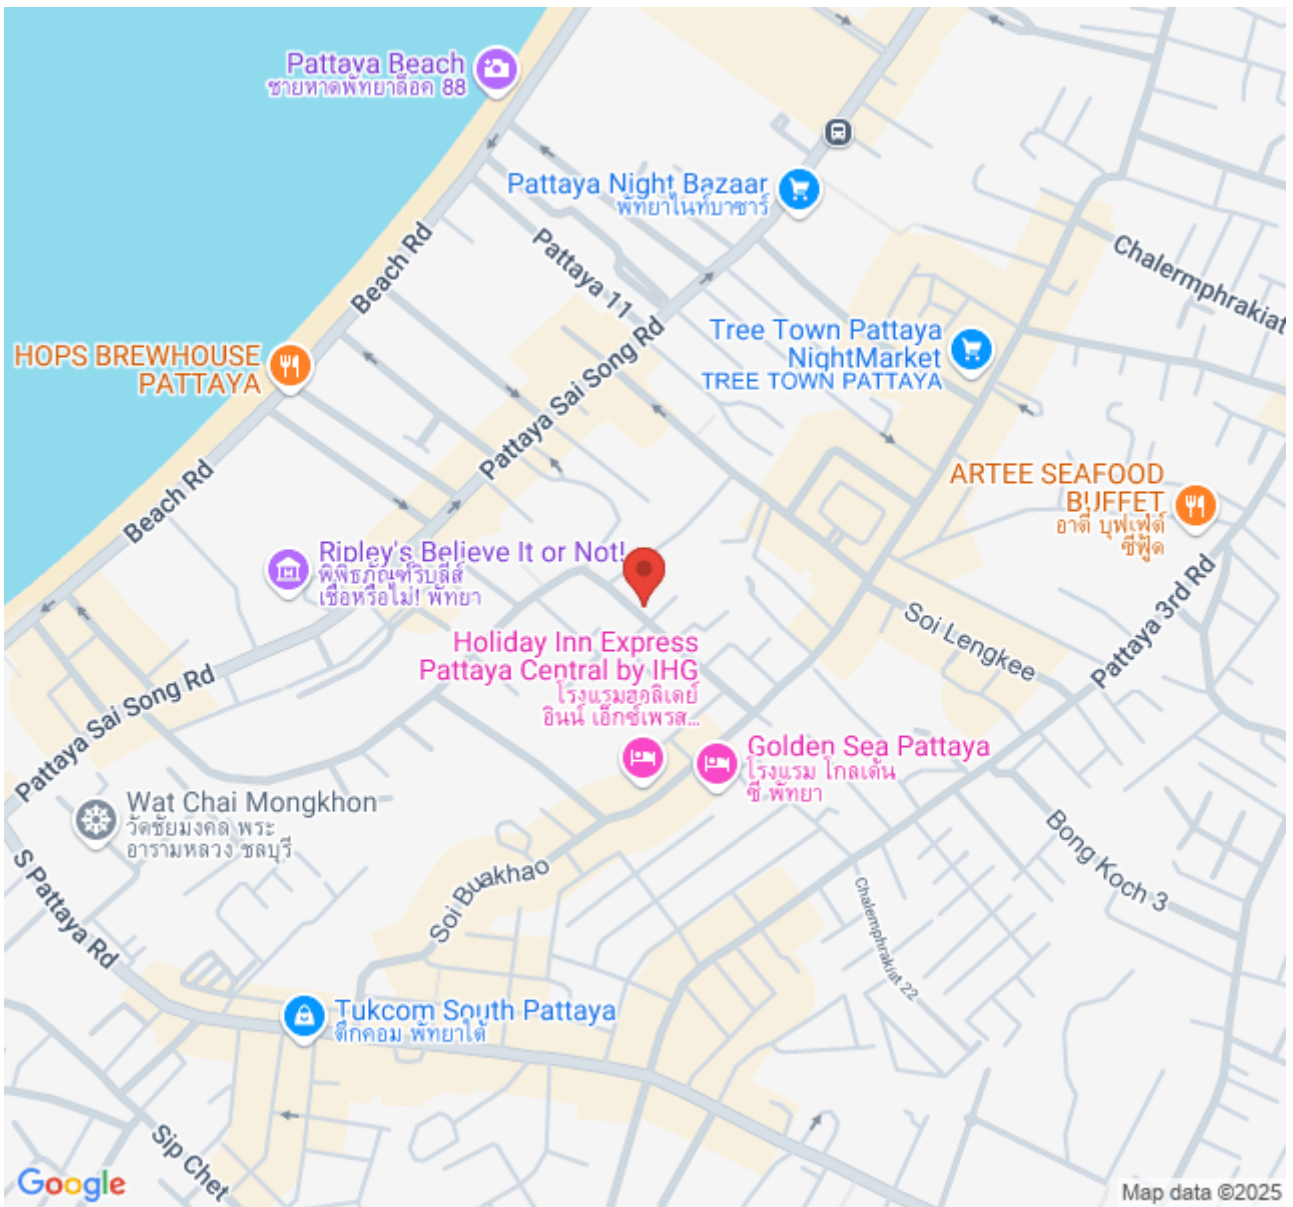 Pattaya Beach
ชายหาดพัทยาล็อค 88
Pattaya Night Bazaar
พัทยาไนท์บาซาร์
Beach Rd
Pattaya 11
Chalermphrakiat
HOPS BREWHOUSE
PATTAYA
Pattaya Sai Song Rd
Tree Town Pattaya
NightMarket
TREE TOWN PATTAYA
Beach Rd
ARTEE SEAFOOD
BUFFET
อาตี๋ บุฟเฟ่ต์
ซีฟู้ด
Ripley's Believe It or Not!
พิพิธภัณฑ์ริบลีส์
เชื่อหรือไม่! พัทยา
Soi Lengkee
Pattaya 3rd Rd
Holiday Inn Express
Pattaya Central by IHG
โรงแรมฮอลิเดย์
อินน์ เอ็กซ์เพรส...
Pattaya Sai Song Rd
Golden Sea Pattaya
โรงแรม โกลเด้น
ซี พัทยา
Wat Chai Mongkhon
วัดชัยมงคล พระ
อารามหลวง ชลบุรี
S Pattaya Rd
Soi Buakhao
Bong Koch 3
Chalemphrakiat 22
Tukcom South Pattaya
ตึกคอม พัทยาใต้
Sip Chet
Google
Map data ©2025